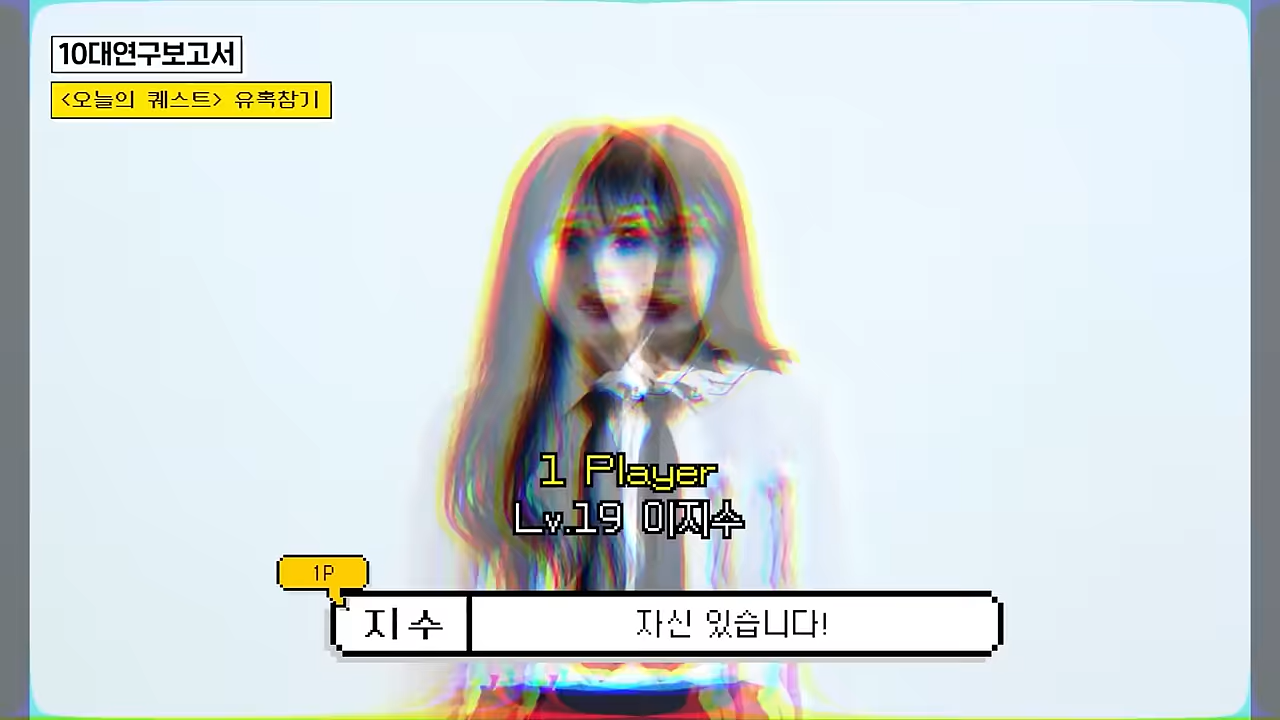 10대연구보고서
<오늘의 퀘스트> 유혹참기
1 Player
Lv.19 이지수
1P
지수
자신 있습니다!